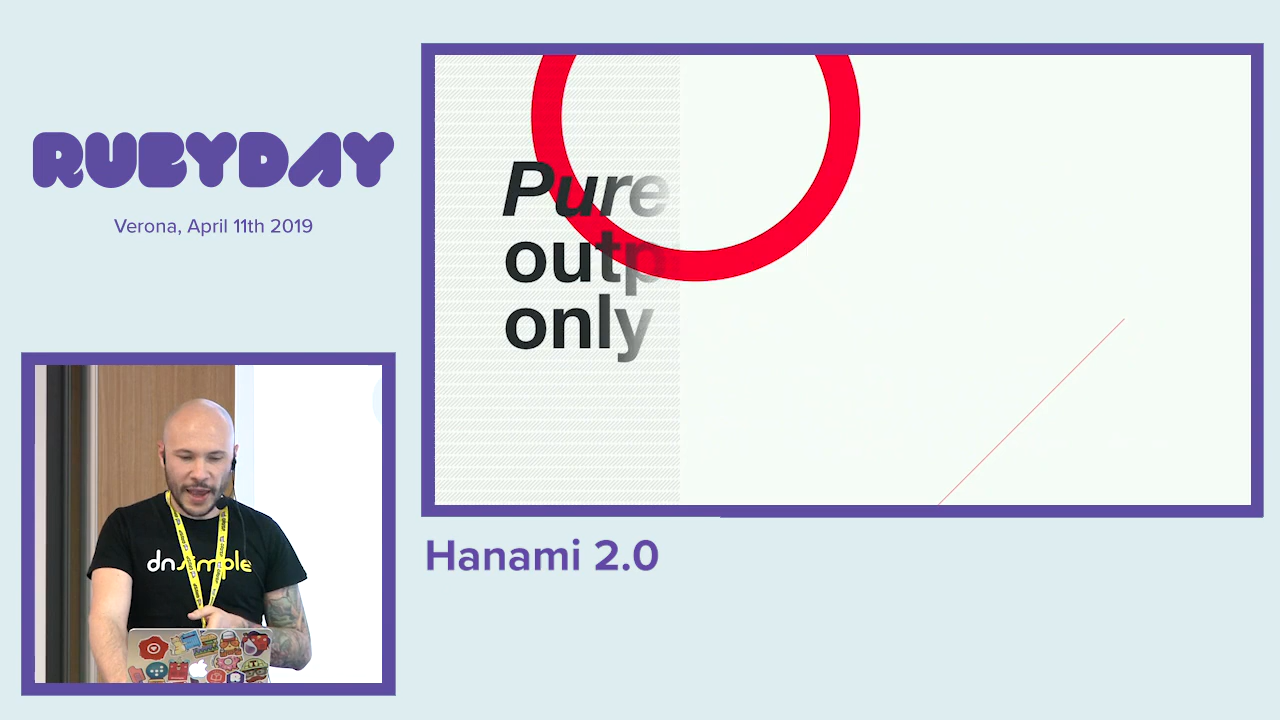 RUBYDAY
Verona, April 11th 2019
Pure
outp
only
dnsimple
Hanami 2.0